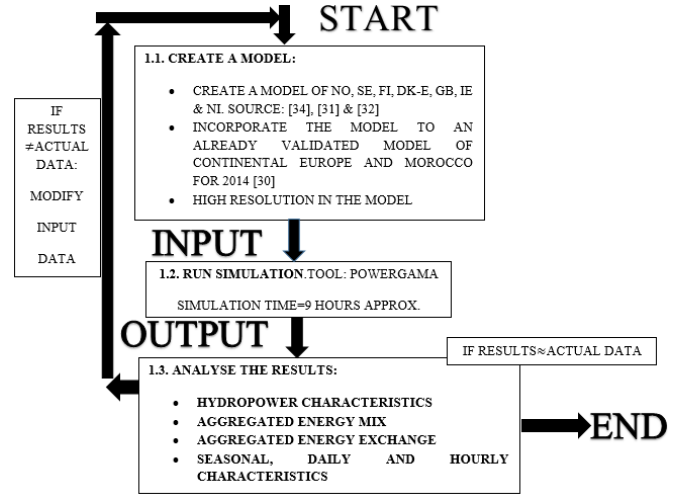 START
1.1. CREATE A MODEL:
• CREATE A MODEL OF NO, SE, FI, DK-E, GB, IE
& NI. SOURCE: [34], [31] & [32]
• INCORPORATE THE MODEL TO AN
ALREADY VALIDATED MODEL OF
CONTINENTAL EUROPE AND MOROCCO
FOR 2014 [30]
• HIGH RESOLUTION IN THE MODEL
IF
RESULTS
≠ACTUAL
DATA:
MODIFY
INPUT
DATA
INPUT
1.2. RUN SIMULATION.TOOL: POWERGAMA
SIMULATION TIME=9 HOURS APPROX.
OUTPUT
IF RESULTS≈ACTUAL DATA
1.3. ANALYSE THE RESULTS:
• HYDROPOWER CHARACTERISTICS
• AGGREGATED ENERGY MIX
• AGGREGATED ENERGY EXCHANGE
• SEASONAL, DAILY AND HOURLY
CHARACTERISTICS
END